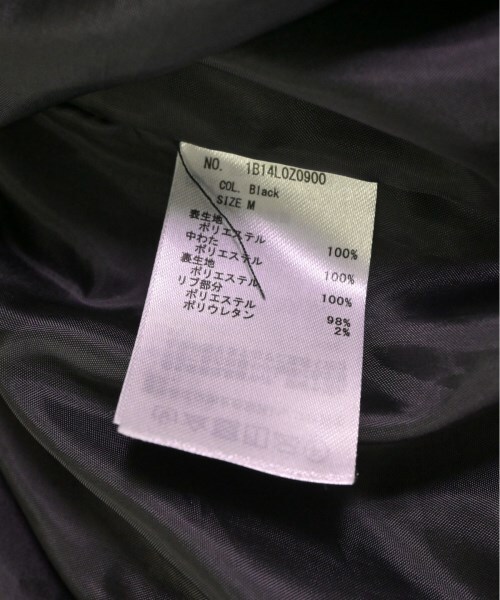 NO. 1B14L0Z0900
COL. Black
SIZE M
表生地
ポリエステル 100%
中わた
ポリエステル 100%
裏生地
ポリエステル 100%
リブ部分
ポリエステル 98%
ポリウレタン 2%